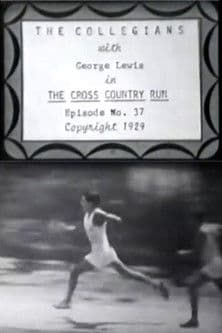 THE COLLEGIANS
with
George Lewis
in
THE CROSS COUNTRY RUN
Episode No. 37
Copyright 1929